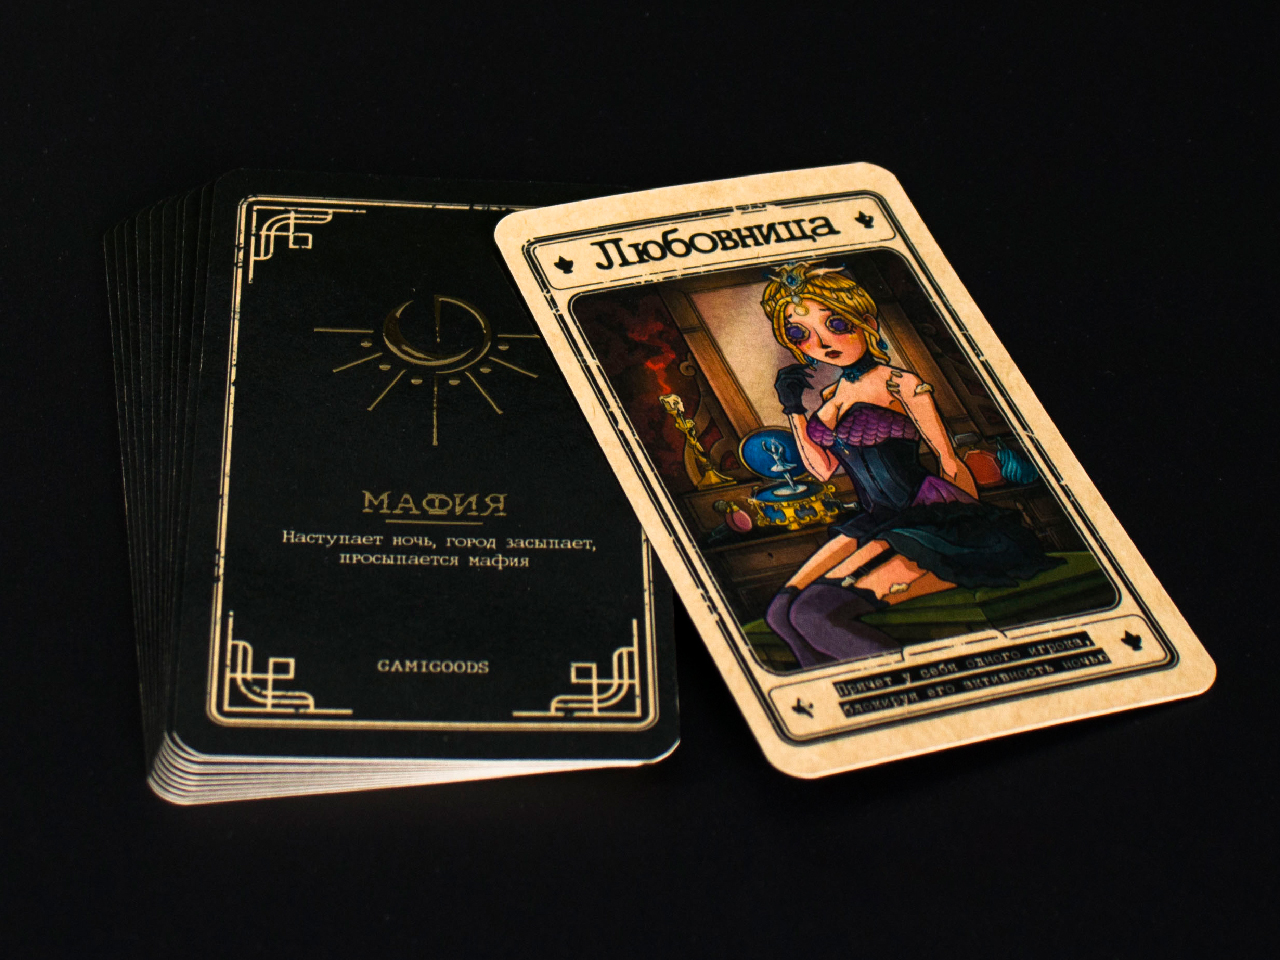 МАФИЯ
Наступает ночь, город засыпает,
просыпается мафия
GAMIGOODS
Любовница
Прячет у себя одного игрока,
блокируя его активность ночью